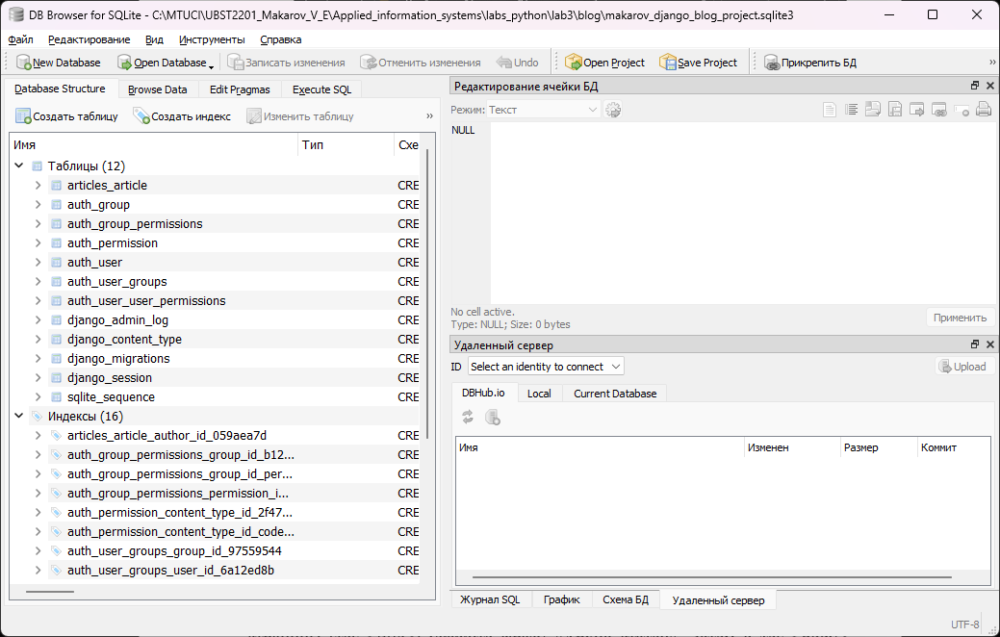 DB Browser for SQLite - C:\MTUCI\UBST2201_Makarov_V_E\Applied_information_systems\labs_python\lab3\blog\makarov_django_blog_project.sqlite3
Файл Редактирование Вид Инструменты Справка
New Database Open Database Записать изменения Отменить изменения Undo Open Project Save Project Прикрепить БД »
Database Structure Browse Data Edit Pragmas Execute SQL
Создать таблицу Создать индекс Изменить таблицу »
Имя Тип Схе
Таблицы (12)
articles_article CRE
auth_group CRE
auth_group_permissions CRE
auth_permission CRE
auth_user CRE
auth_user_groups CRE
auth_user_user_permissions CRE
django_admin_log CRE
django_content_type CRE
django_migrations CRE
django_session CRE
sqlite_sequence CRE
Индексы (16)
articles_article_author_id_059aea7d CRE
auth_group_permissions_group_id_b12... CRE
auth_group_permissions_group_id_per... CRE
auth_group_permissions_permission_i... CRE
auth_permission_content_type_id_2f47... CRE
auth_permission_content_type_id_code... CRE
auth_user_groups_group_id_97559544 CRE
auth_user_groups_user_id_6a12ed8b CRE
Редактирование ячейки БД
Режим: Текст
NULL
No cell active.
Type: NULL; Size: 0 bytes
Применить
Удаленный сервер
ID Select an identity to connect Upload
DBHub.io Local Current Database
Имя Изменен Размер Коммит
Журнал SQL График Схема БД Удаленный сервер
UTF-8